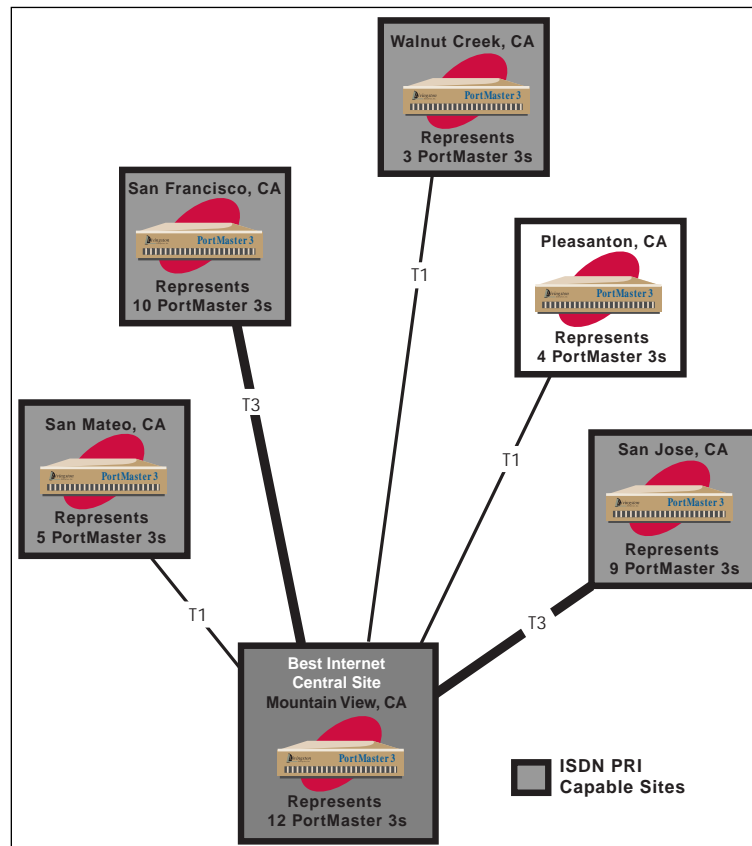 Walnut Creek, CA
PortMaster 3
Represents
3 PortMaster 3s
San Francisco, CA
PortMaster 3
Represents
10 PortMaster 3s
T1
Pleasanton, CA
PortMaster 3
Represents
4 PortMaster 3s
T3
San Mateo, CA
PortMaster 3
Represents
5 PortMaster 3s
T1
San Jose, CA
PortMaster 3
Represents
9 PortMaster 3s
T1
T3
Best Internet
Central Site
Mountain View, CA
PortMaster 3
Represents
12 PortMaster 3s
ISDN PRI
Capable Sites